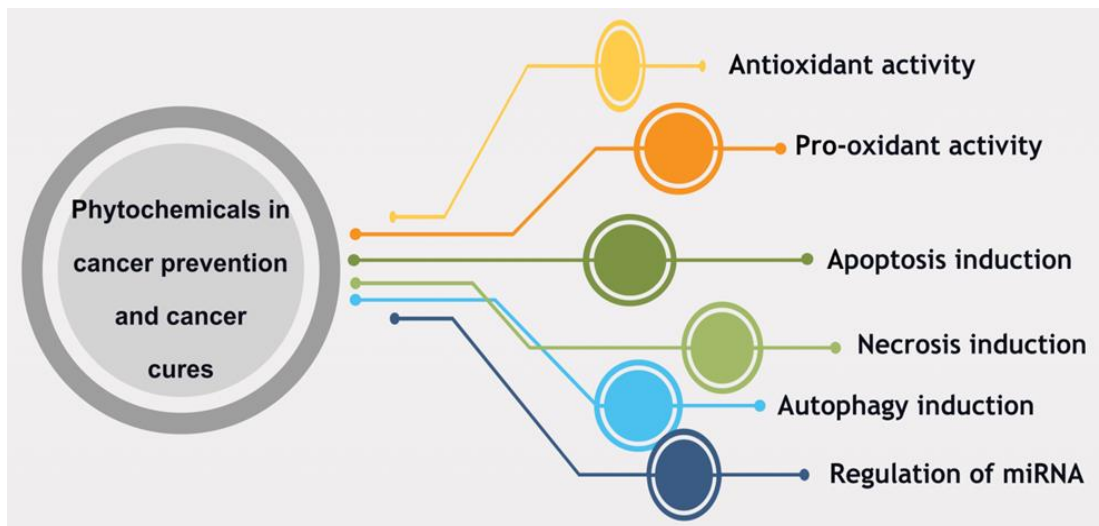 Phytochemicals in
cancer prevention
and cancer
cures
Antioxidant activity
Pro-oxidant activity
Apoptosis induction
Necrosis induction
Autophagy induction
Regulation of miRNA